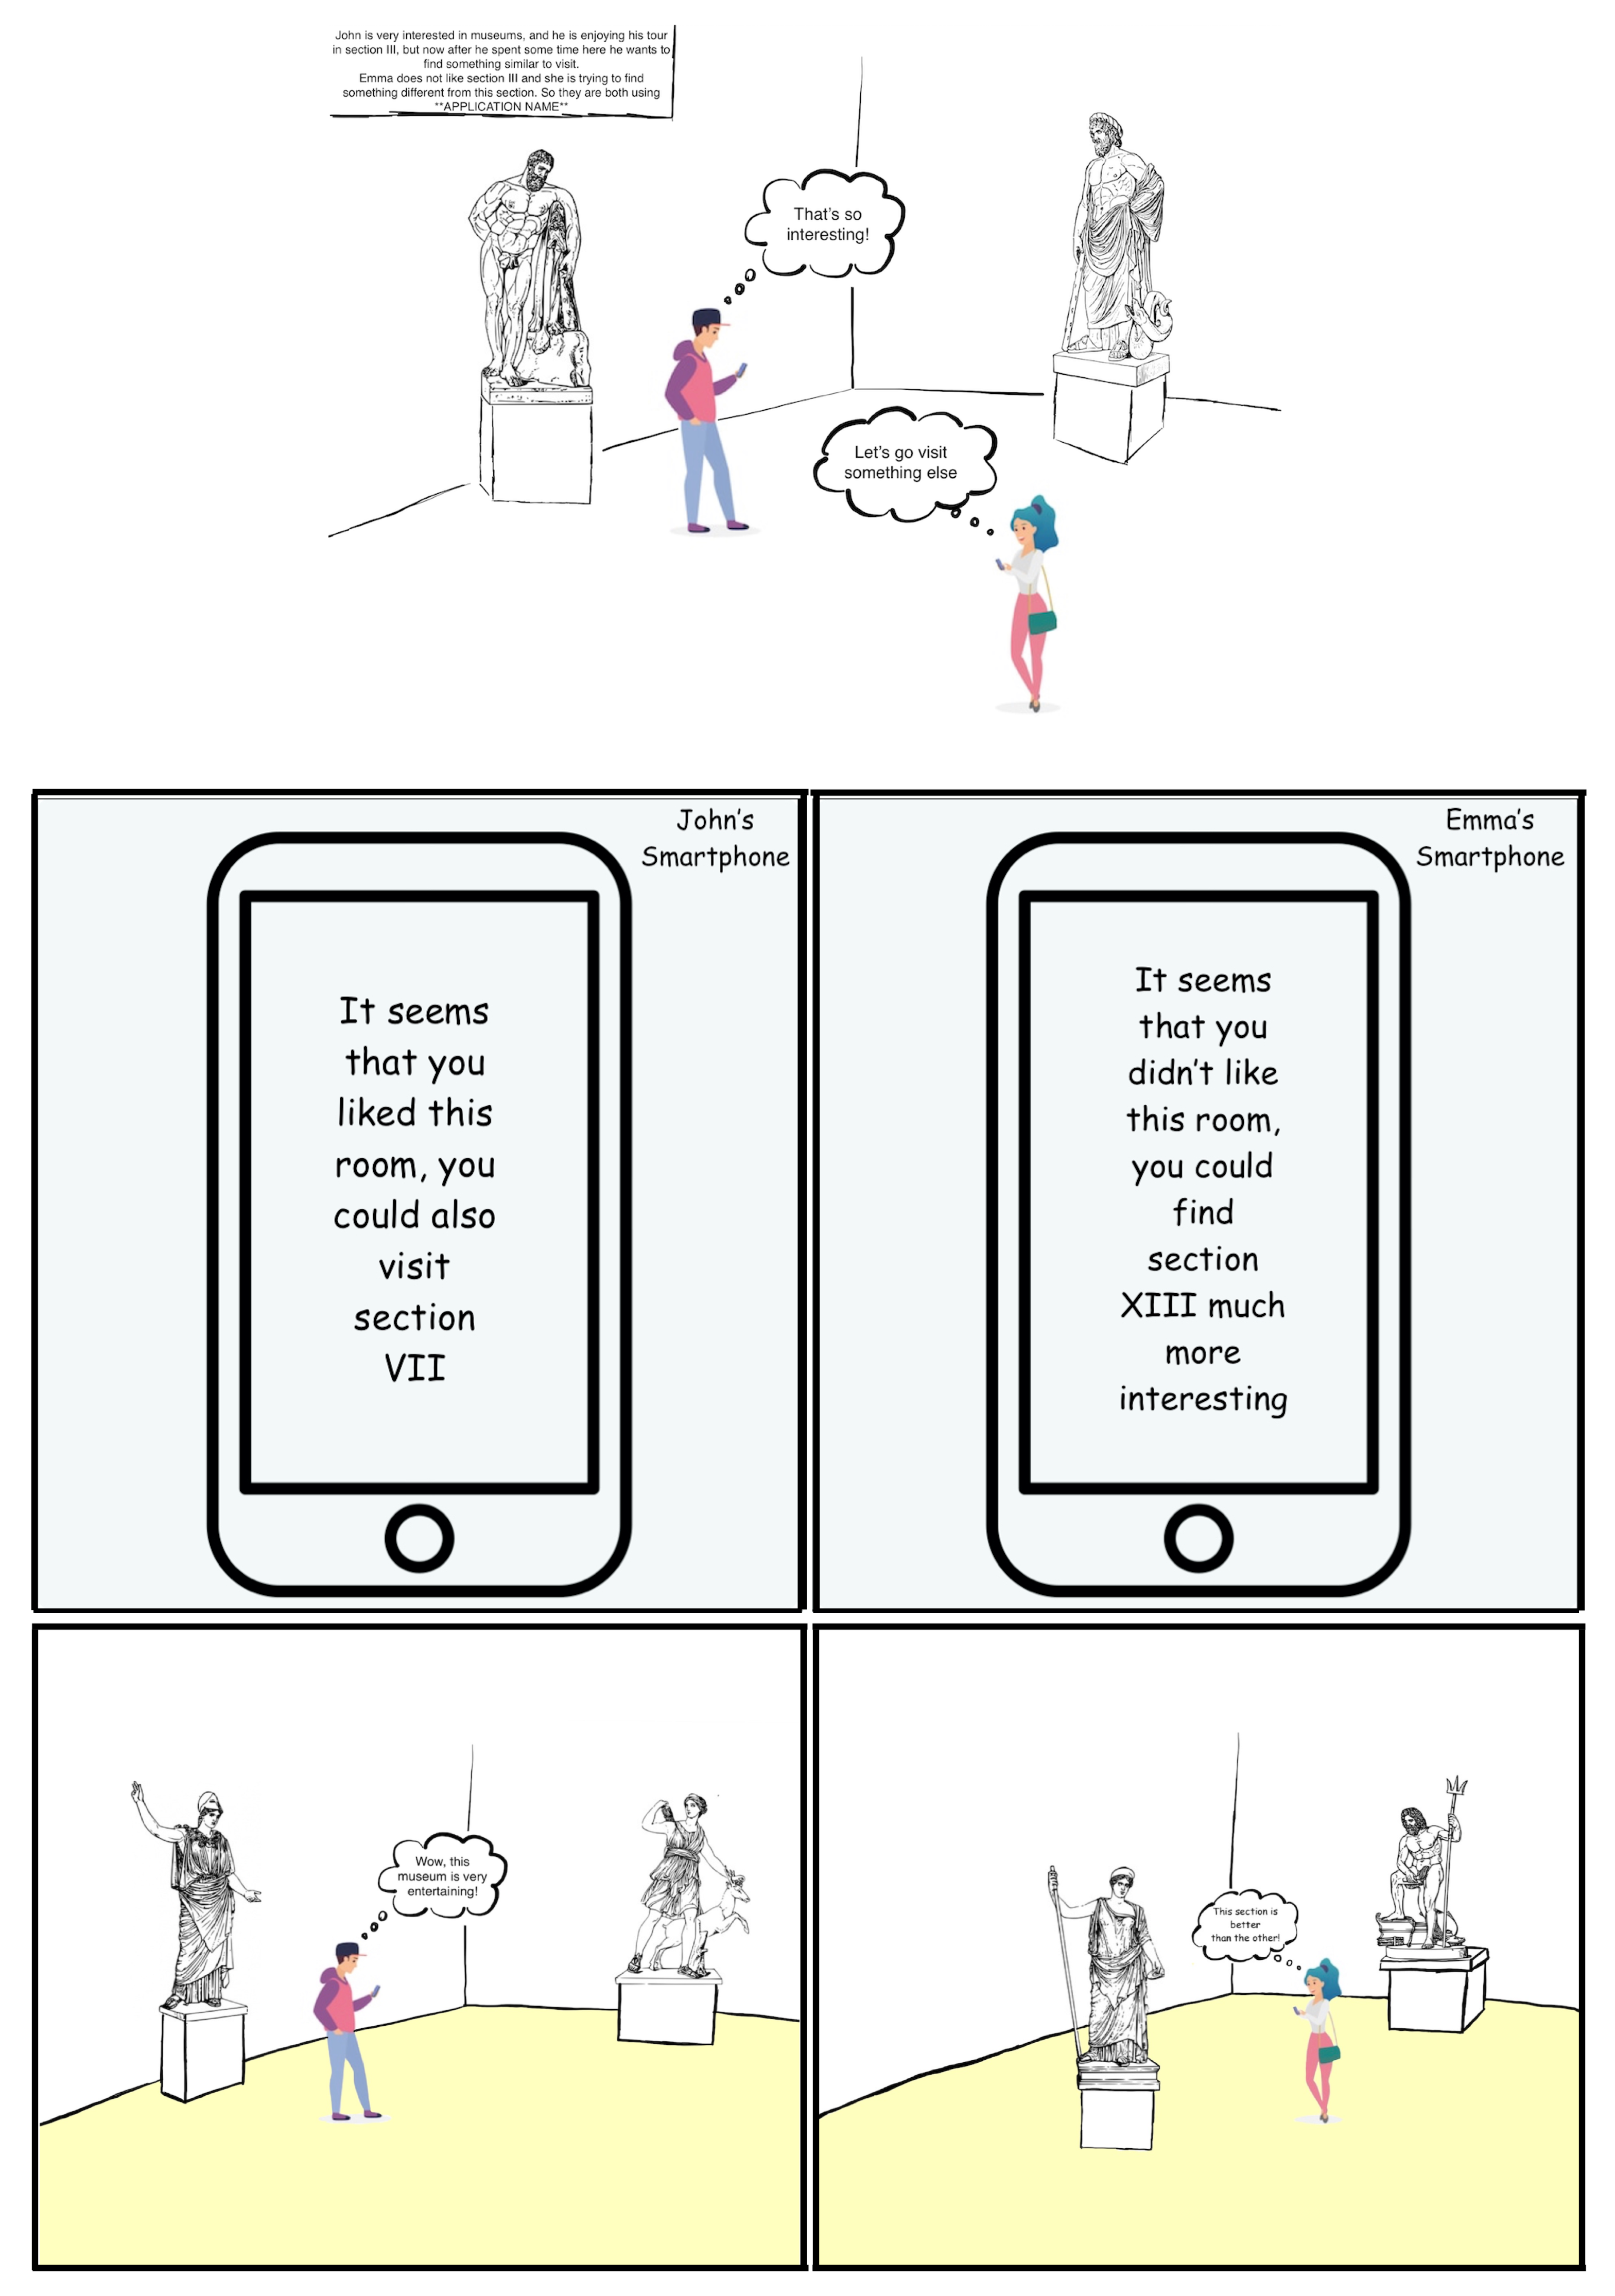 John is very interested in museums, and he is enjoying his tour
in section III, but now after he spent some time here he wants to
find something similar to visit.
Emma does not like section III and she is trying to find
something different from this section. So they are both using
**APPLICATION NAME**
That's so
interesting!
Let's go visit
something else
John's
Smartphone
It seems
that you
liked this
room, you
could also
visit
section
VII
Emma's
Smartphone
It seems
that you
didn't like
this room,
you could
find
section
XIII much
more
interesting
Wow, this
museum is very
entertaining!
This section is
better
than the other!